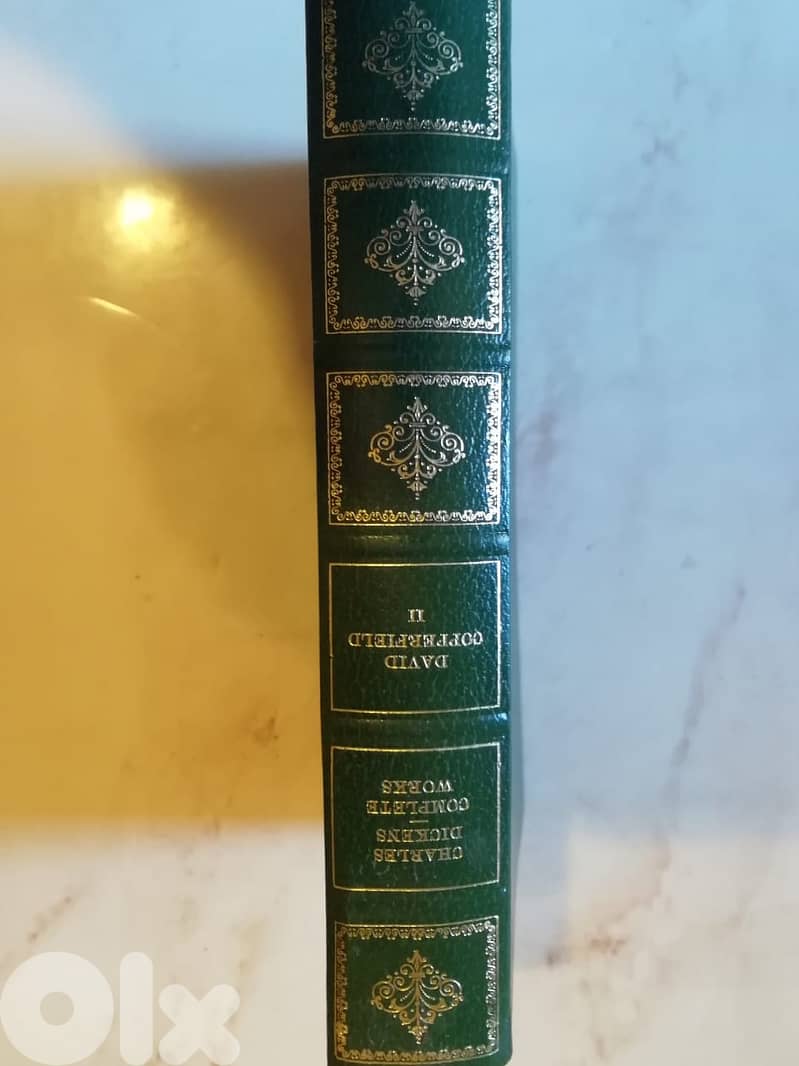 CHARLES
DICKENS
COMPLETE
WORKS
DAVID
COPPERFIELD
II
Olx